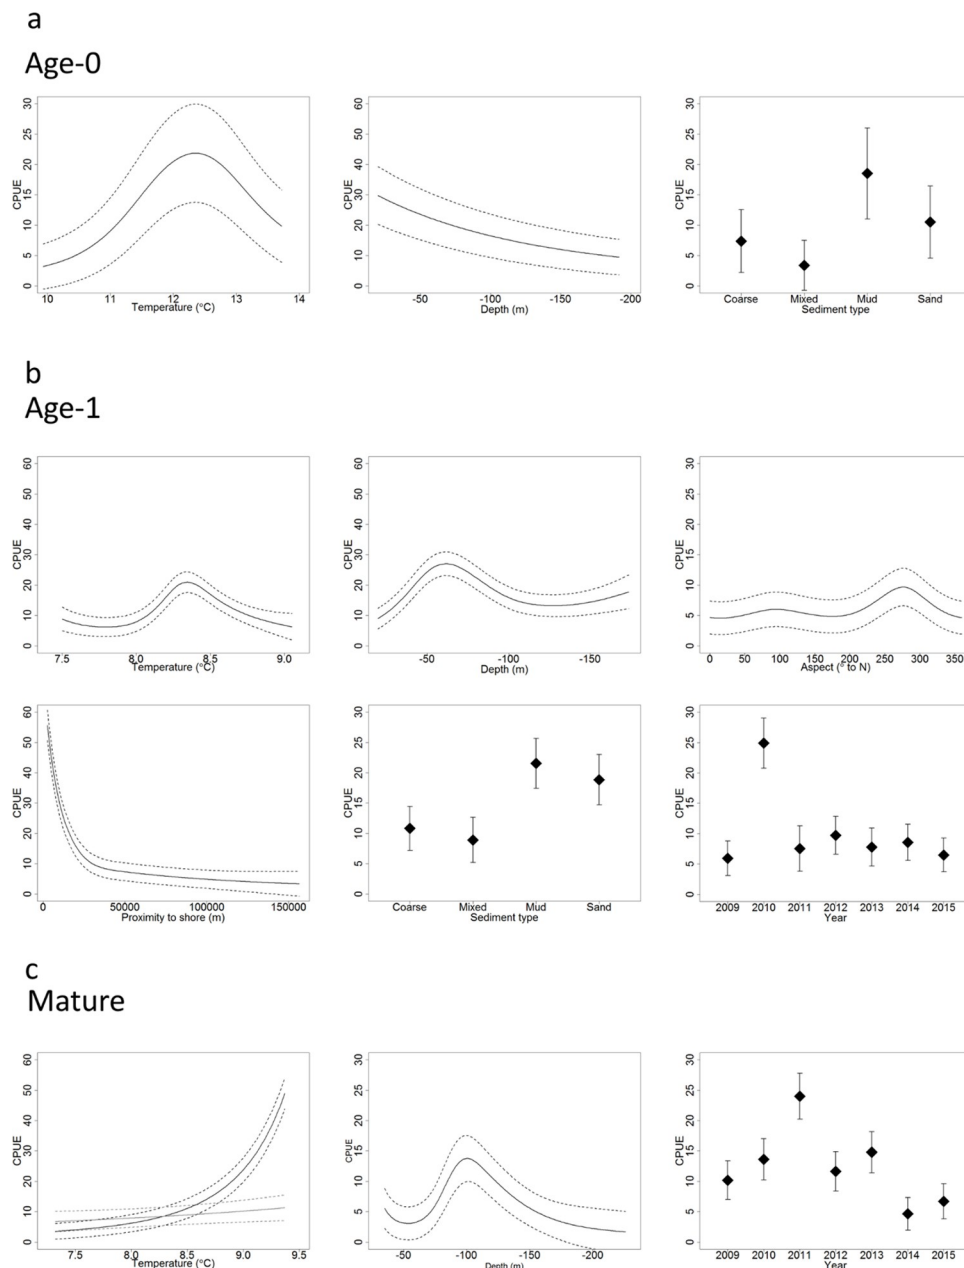 a
Age-0
CPUE
0 5 10 15 20 25 30
10 11 12 13 14
Temperature (°C)
CPUE
0 10 20 30 40 50 60
-50 -100 -150 -200
Depth (m)
CPUE
0 5 10 15 20 25 30
Coarse Mixed Mud Sand
Sediment type
b
Age-1
CPUE
0 10 20 30 40 50 60
7.5 8.0 8.5 9.0
Temperature (°C)
CPUE
0 10 20 30 40 50 60
-50 -100 -150
Depth (m)
CPUE
0 5 10 15 20 25 30
0 50 100 150 200 250 300 350
Aspect (° to N)
CPUE
0 10 20 30 40 50 60
0 50000 100000 150000
Proximity to shore (m)
CPUE
0 5 10 15 20 25 30
Coarse Mixed Mud Sand
Sediment type
CPUE
0 5 10 15 20 25 30
2009 2010 2011 2012 2013 2014 2015
Year
c
Mature
CPUE
0 10 20 30 40 50 60
7.5 8.0 8.5 9.0 9.5
Temperature (°C)
CPUE
0 5 10 15 20 25 30
-50 -100 -150 -200
Depth (m)
CPUE
0 5 10 15 20 25 30
2009 2010 2011 2012 2013 2014 2015
Year